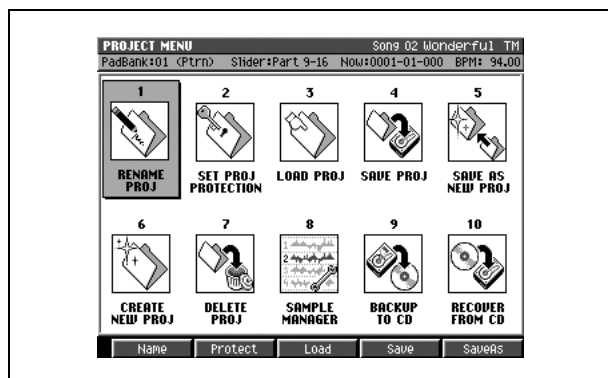 PROJECT MENU Song 02 Wonderful TM
PadBank:01 (Ptrn) Slider:Part 9-16 Now:0001-01-000 BPM: 94.00
1 2 3 4 5
RENAME PROJ
SET PROJ PROTECTION
LOAD PROJ
SAVE PROJ
SAVE AS NEW PROJ
6 7 8 9 10
CREATE NEW PROJ
DELETE PROJ
SAMPLE MANAGER
BACKUP TO CD
RECOVER FROM CD
Name Protect Load Save SaveAs